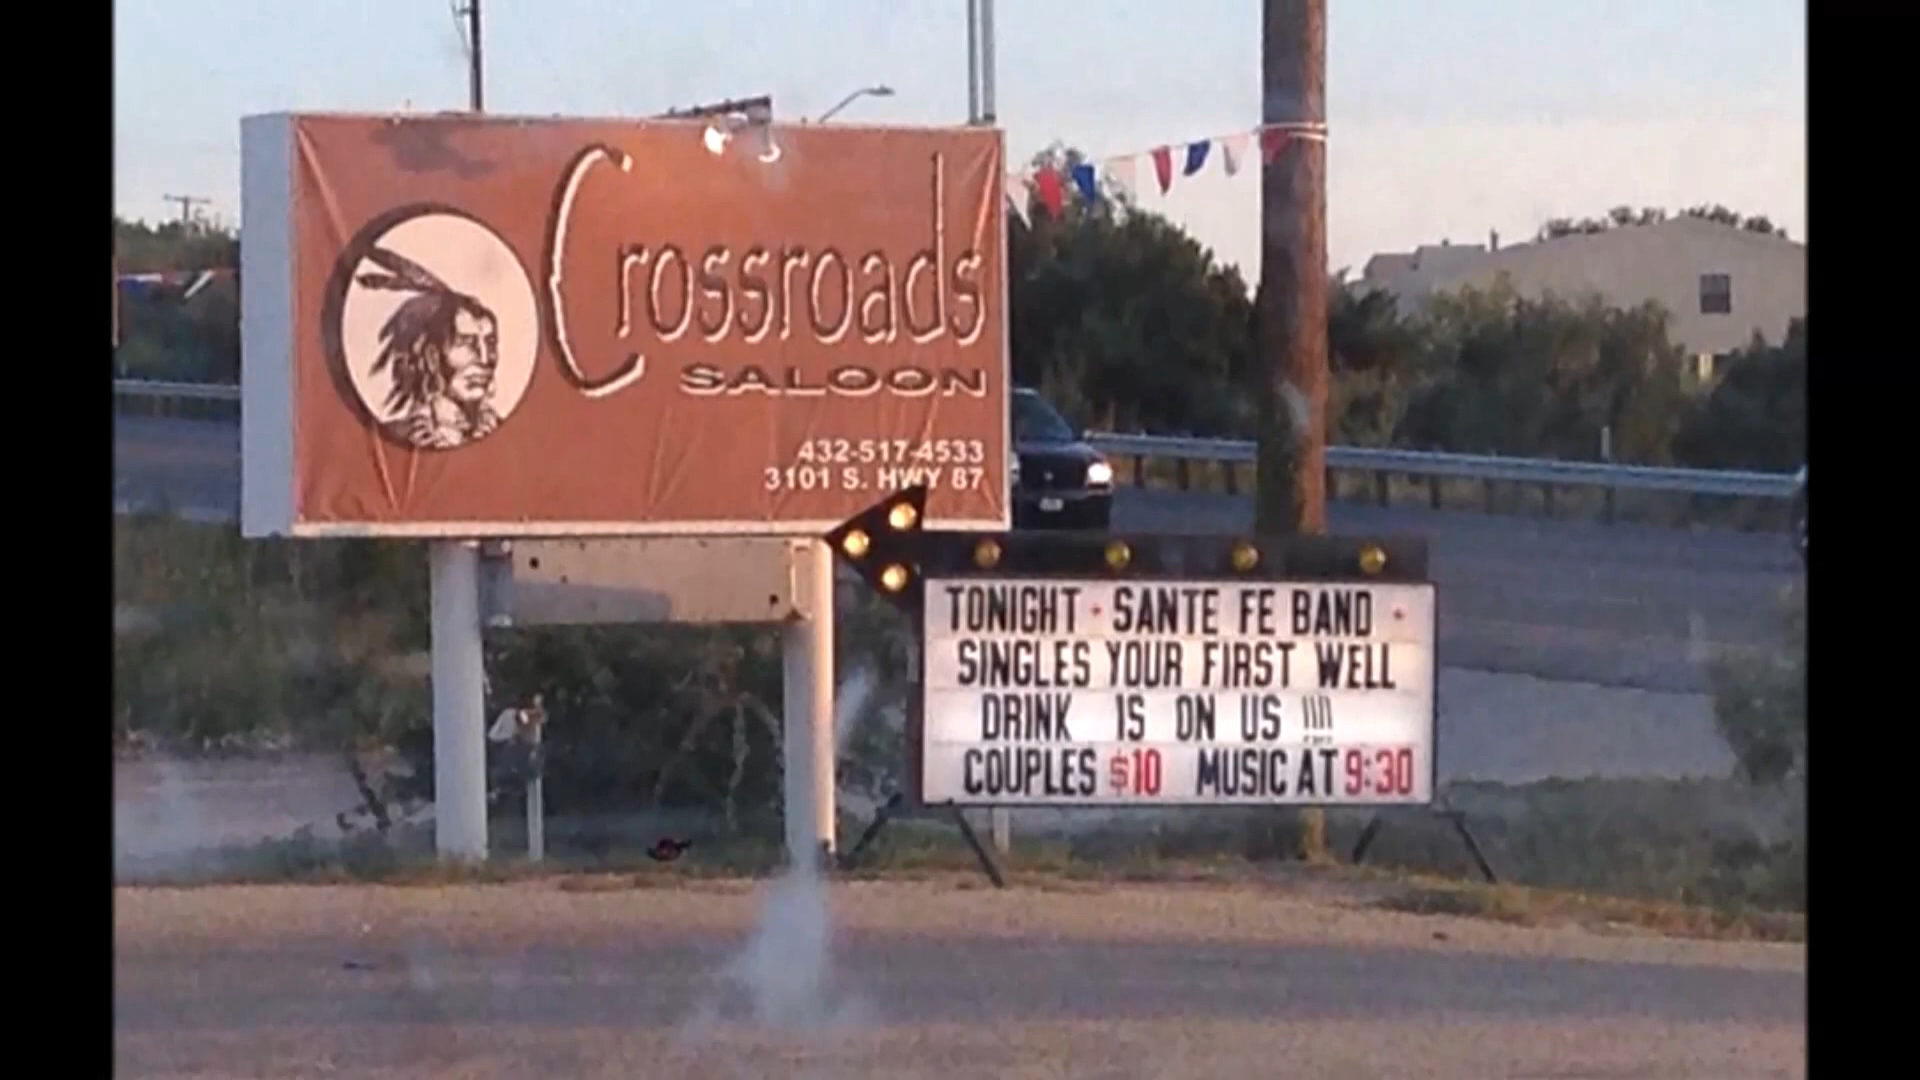 Crossroads
SALOON
432-517-4533
3101 S. HWY 87
TONIGHT SANTE FE BAND
SINGLES YOUR FIRST WELL
DRINK IS ON US !!!!
COUPLES $10 MUSIC AT 9:30